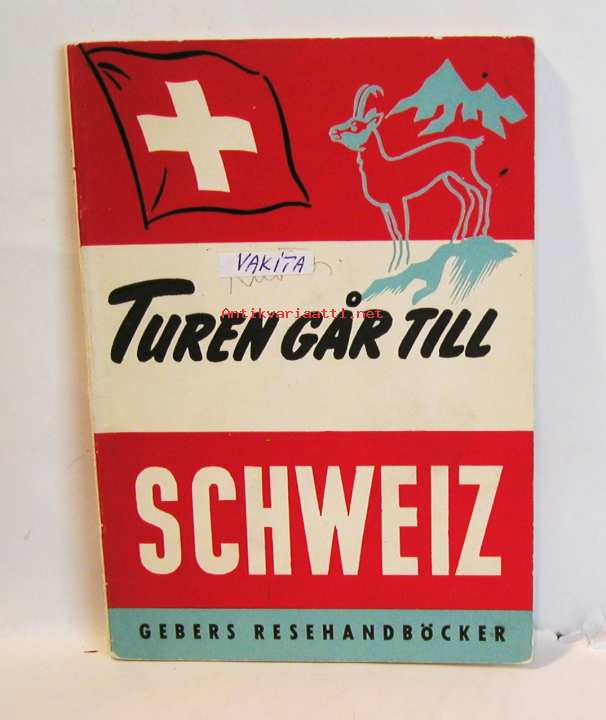 VAKITA
Antikvariaatti.net
TUREN GÅR TILL
SCHWEIZ
GEBERS RESEHANDBÖCKER